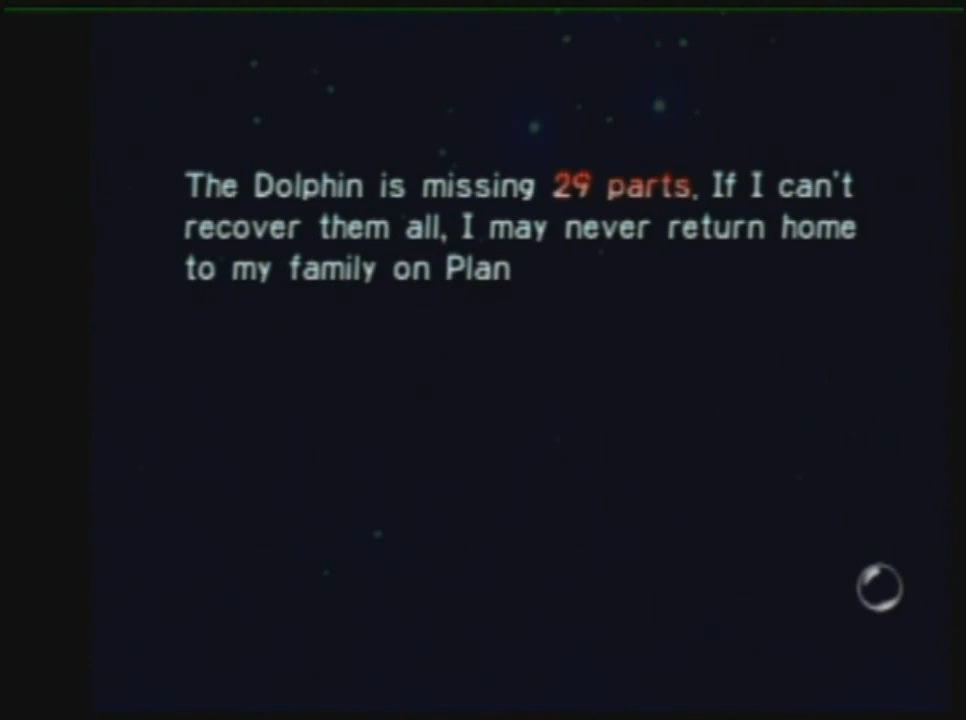 The Dolphin is missing 29 parts. If I can't
recover them all, I may never return home
to my family on Plan